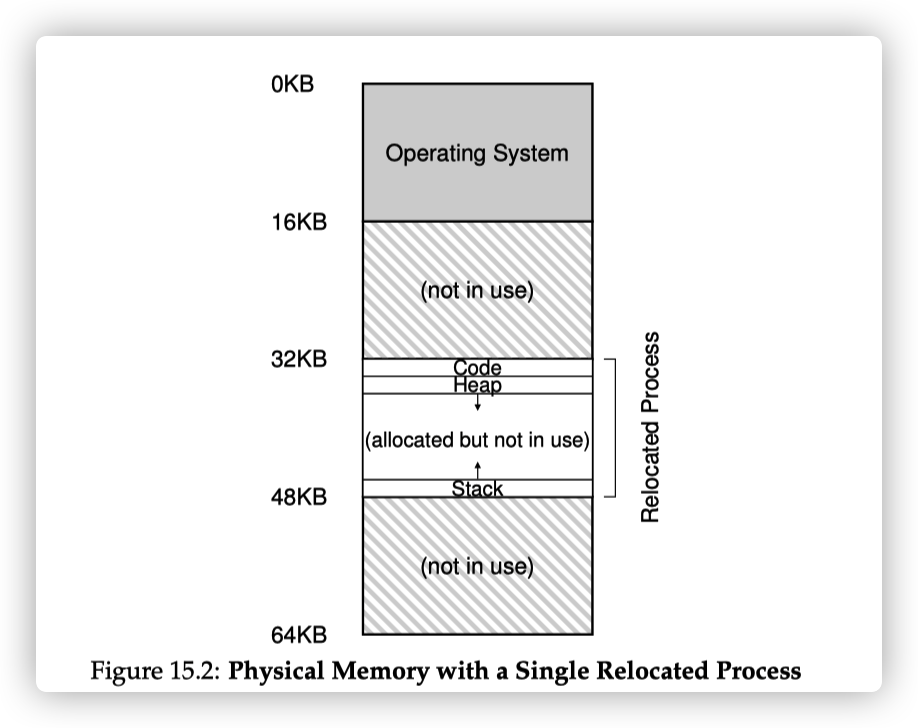 0KB
Operating System
16KB
(not in use)
32KB
Code
Heap
(allocated but not in use)
Stack
48KB
Relocated Process
(not in use)
64KB
Figure 15.2: Physical Memory with a Single Relocated Process